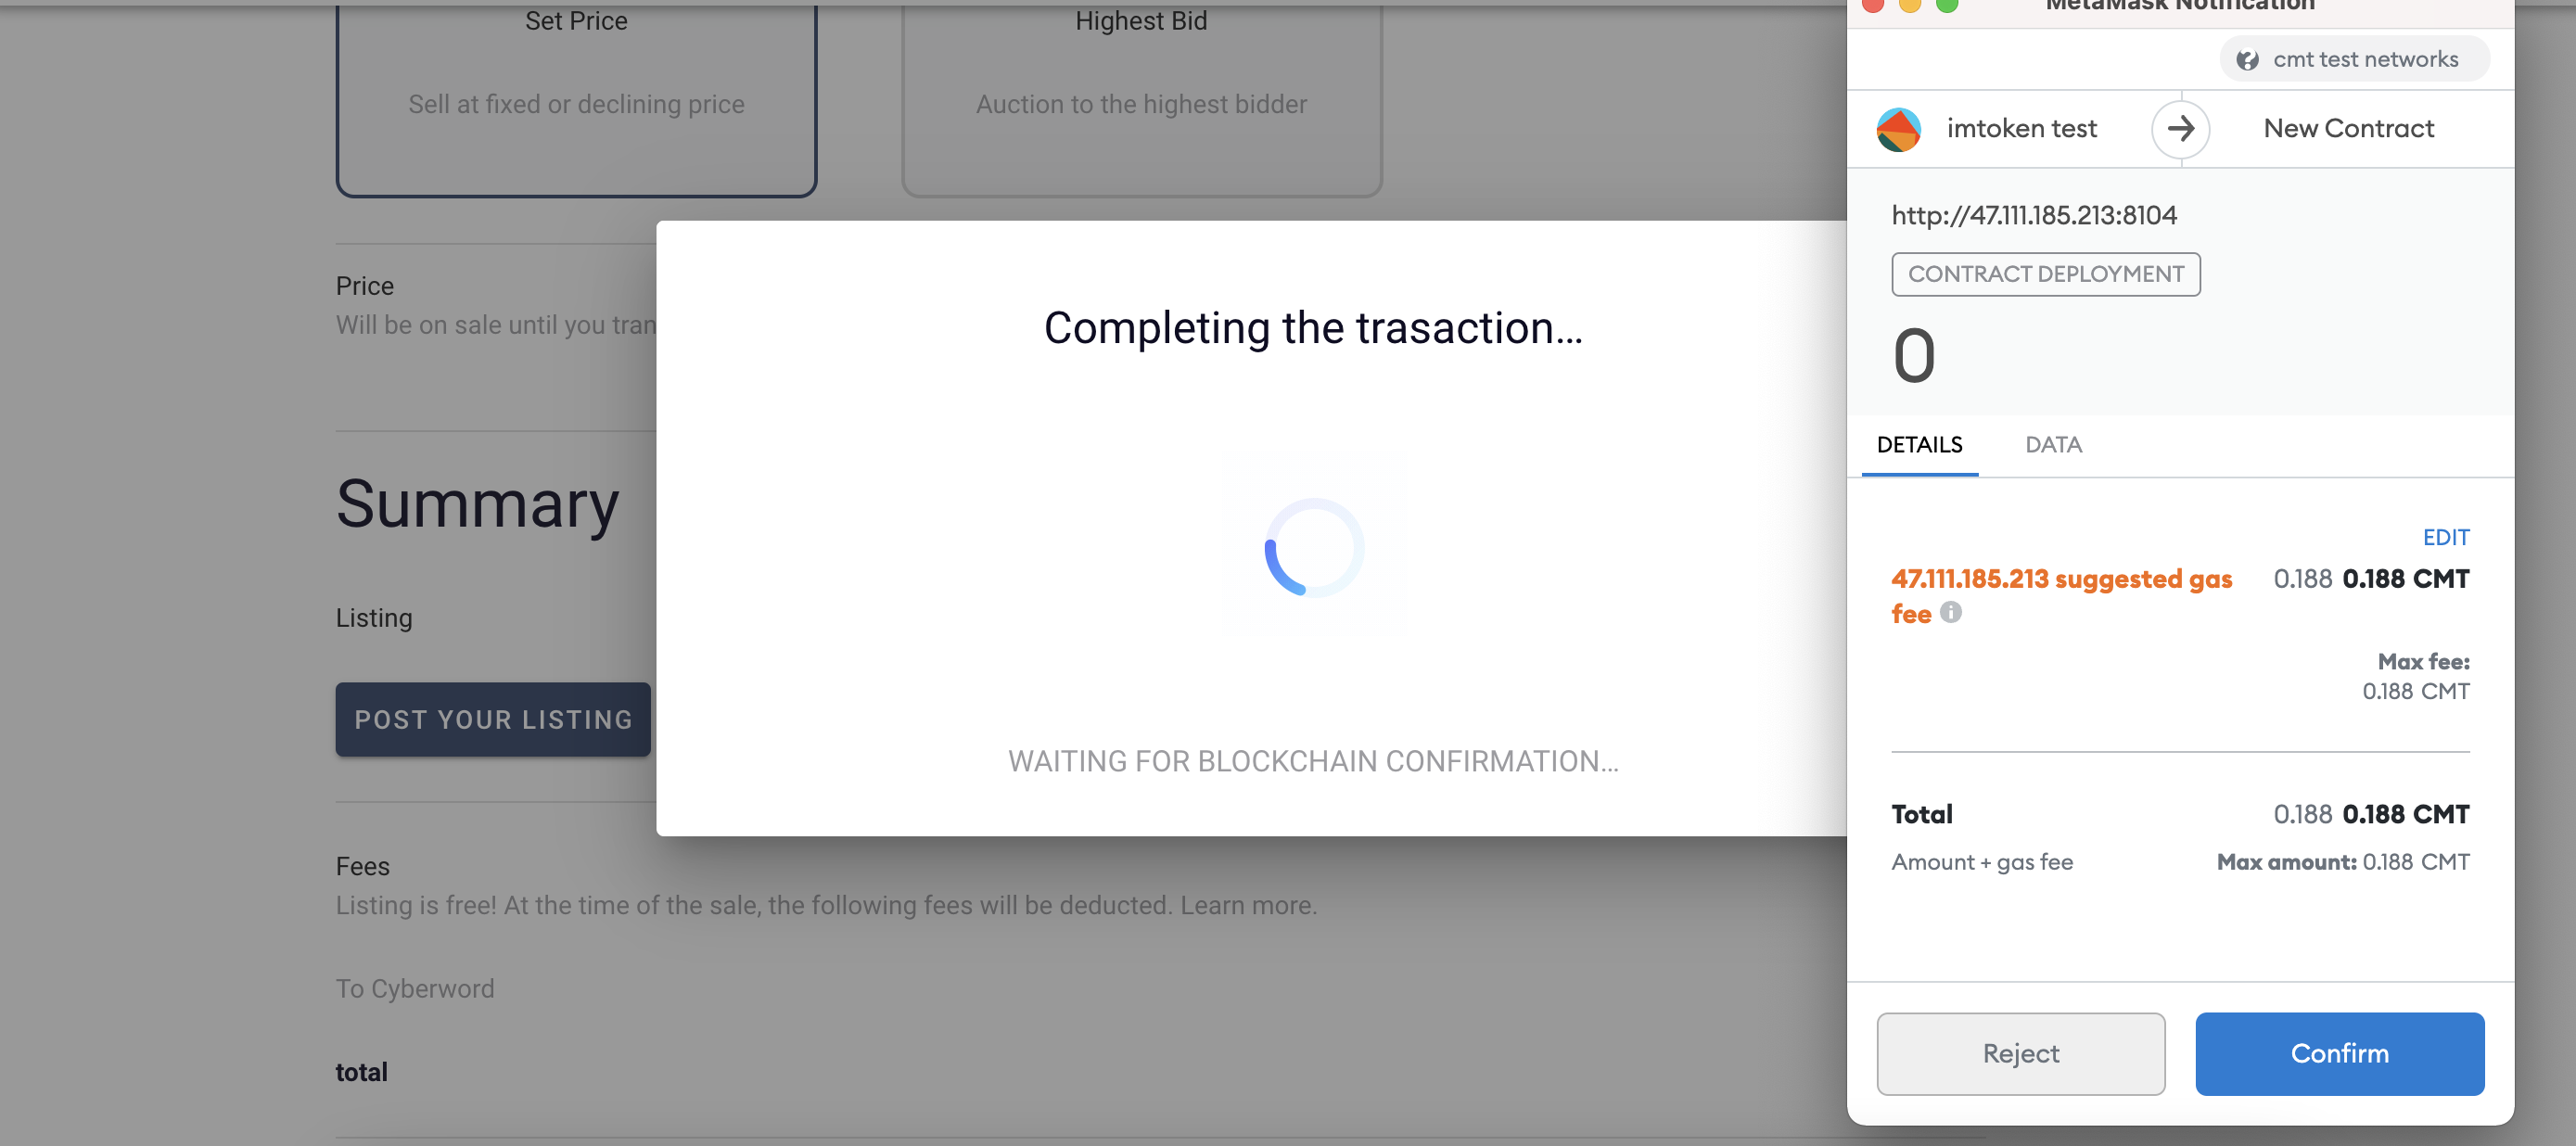 Set Price
Sell at fixed or declining price
Highest Bid
Auction to the highest bidder
Price
Will be on sale until you tran
Summary
Listing
POST YOUR LISTING
Fees
Listing is free! At the time of the sale, the following fees will be deducted. Learn more.
To Cyberword
total
Completing the trasaction...
WAITING FOR BLOCKCHAIN CONFIRMATION...
MetaMask Notification
cmt test networks
imtoken test
New Contract
http://47.111.185.213:8104
CONTRACT DEPLOYMENT
0
DETAILS DATA
EDIT
47.111.185.213 suggested gas fee 0.188 0.188 CMT
Max fee:
0.188 CMT
Total 0.188 0.188 CMT
Amount + gas fee Max amount: 0.188 CMT
Reject Confirm